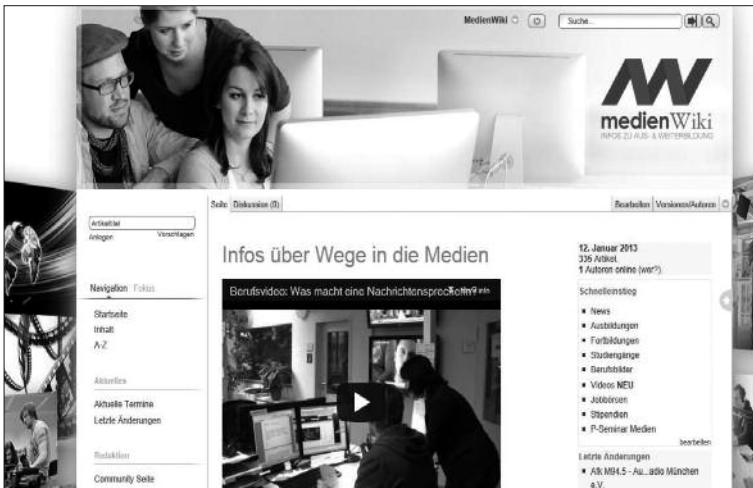 MedienWiki
Suche...
medienWiki
INFOS ZU AUS- & WEITERBILDUNG
Seite Diskussion (0)
Bearbeiten Versionen/Autoren
Artikeltitel
Anlegen Vorschlagen
Navigation Fokus
Startseite
Inhalt
A-Z
Aktuelles
Aktuelle Termine
Letzte Änderungen
Redaktion
Community Seite
Infos über Wege in die Medien
Berufsvideo: Was macht eine Nachrichtensprecherin?
12. Januar 2013
335 Artikel.
1 Autoren online (wer?).
Schnelleinstieg
News
Ausbildungen
Fortbildungen
Studiengänge
Berufsbilder
Videos NEU
Jobbörsen
Stipendien
P-Seminar Medien
bearbeiten
Letzte Änderungen
Afk M94.5 - Au...adio München
e.V.